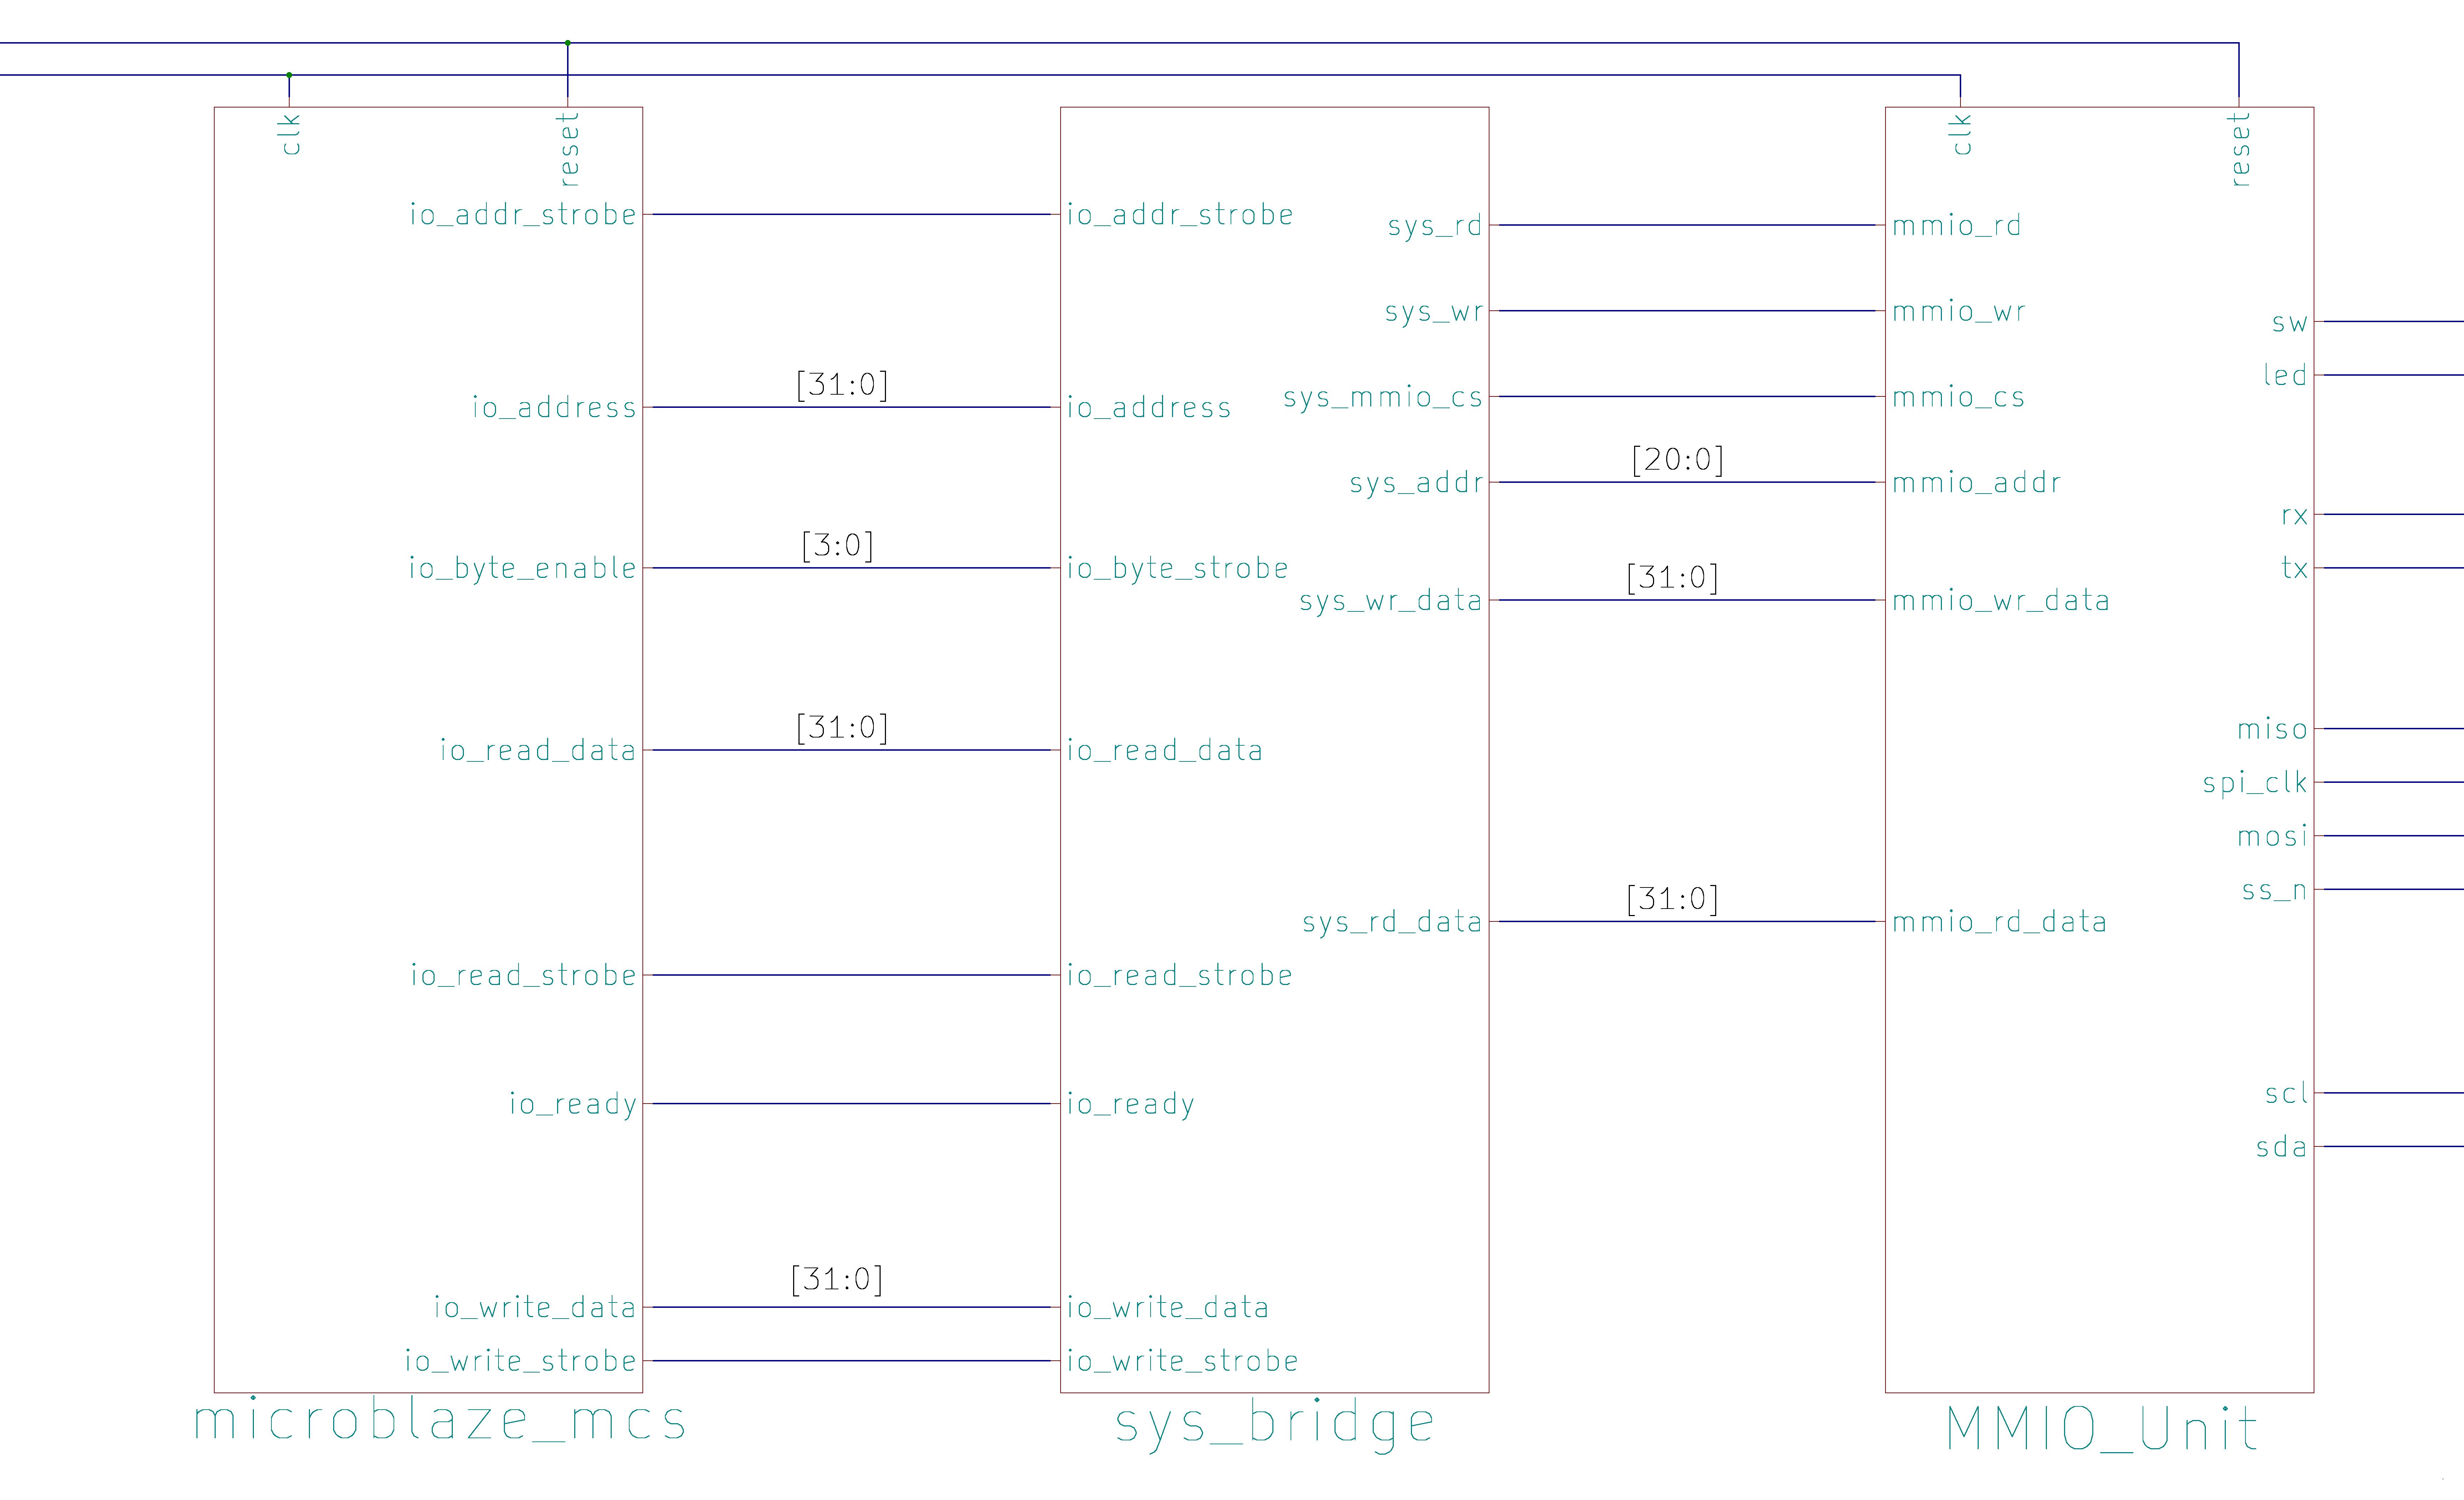 clk
reset
io_addr_strobe
io_address
io_byte_enable
io_read_data
io_read_strobe
io_ready
io_write_data
io_write_strobe
microblaze_mcs
[31:0]
[3:0]
[31:0]
[31:0]
io_addr_strobe
io_address
io_byte_strobe
io_read_data
io_read_strobe
io_ready
io_write_data
io_write_strobe
sys_rd
sys_wr
sys_mmio_cs
sys_addr
sys_wr_data
sys_rd_data
sys_bridge
[20:0]
[31:0]
[31:0]
clk
reset
mmio_rd
mmio_wr
mmio_cs
mmio_addr
mmio_wr_data
mmio_rd_data
sw
led
rx
tx
miso
spi_clk
mosi
ss_n
scl
sda
MMIO_Unit